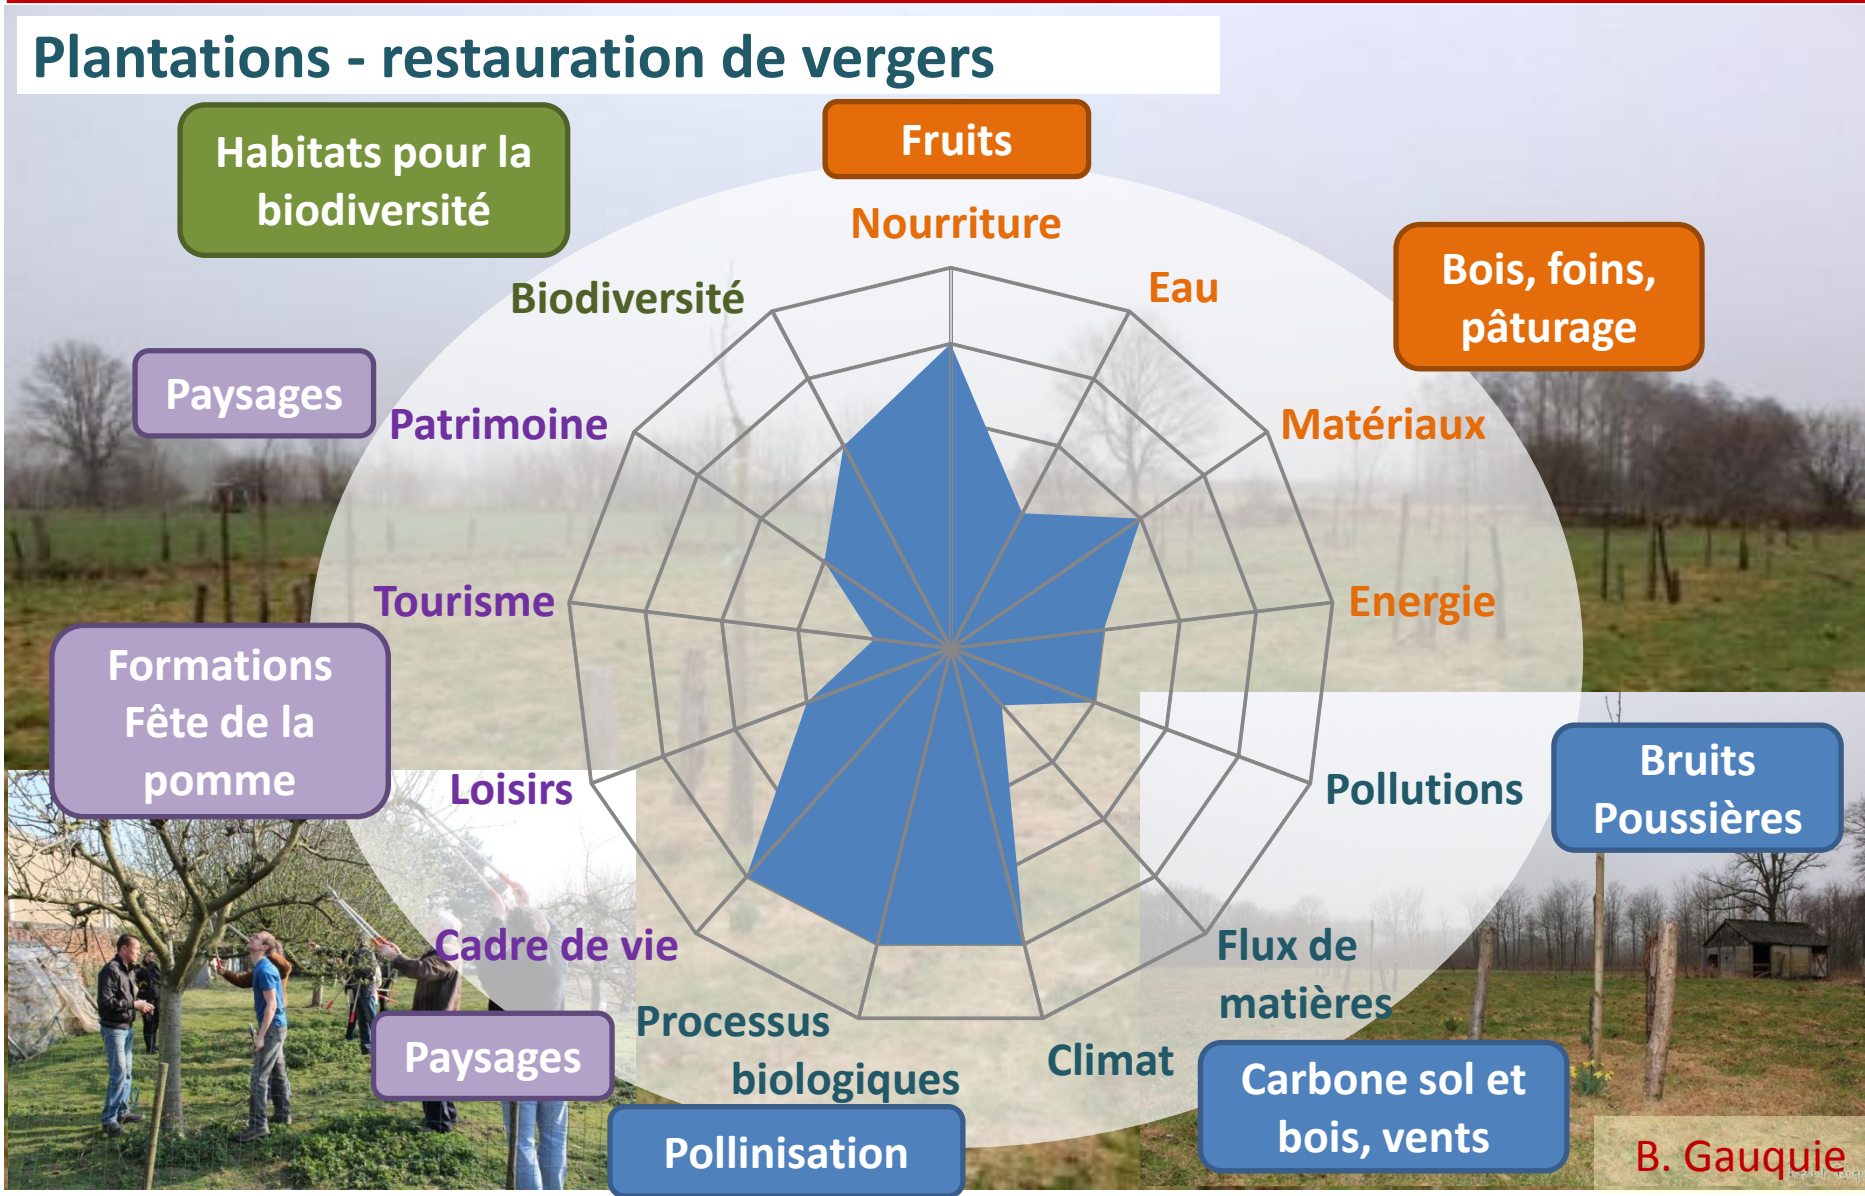 Plantations - restauration de vergers
Habitats pour la
biodiversité
Fruits
Nourriture
Eau
Bois, foins,
pâturage
Biodiversité
Paysages
Patrimoine
Matériaux
Tourisme
Energie
Formations
Fête de la
pomme
Loisirs
Pollutions
Bruits
Poussières
Cadre de vie
Flux de
matières
Processus
biologiques
Paysages
Climat
Carbone sol et
bois, vents
Pollinisation
B. Gauquie